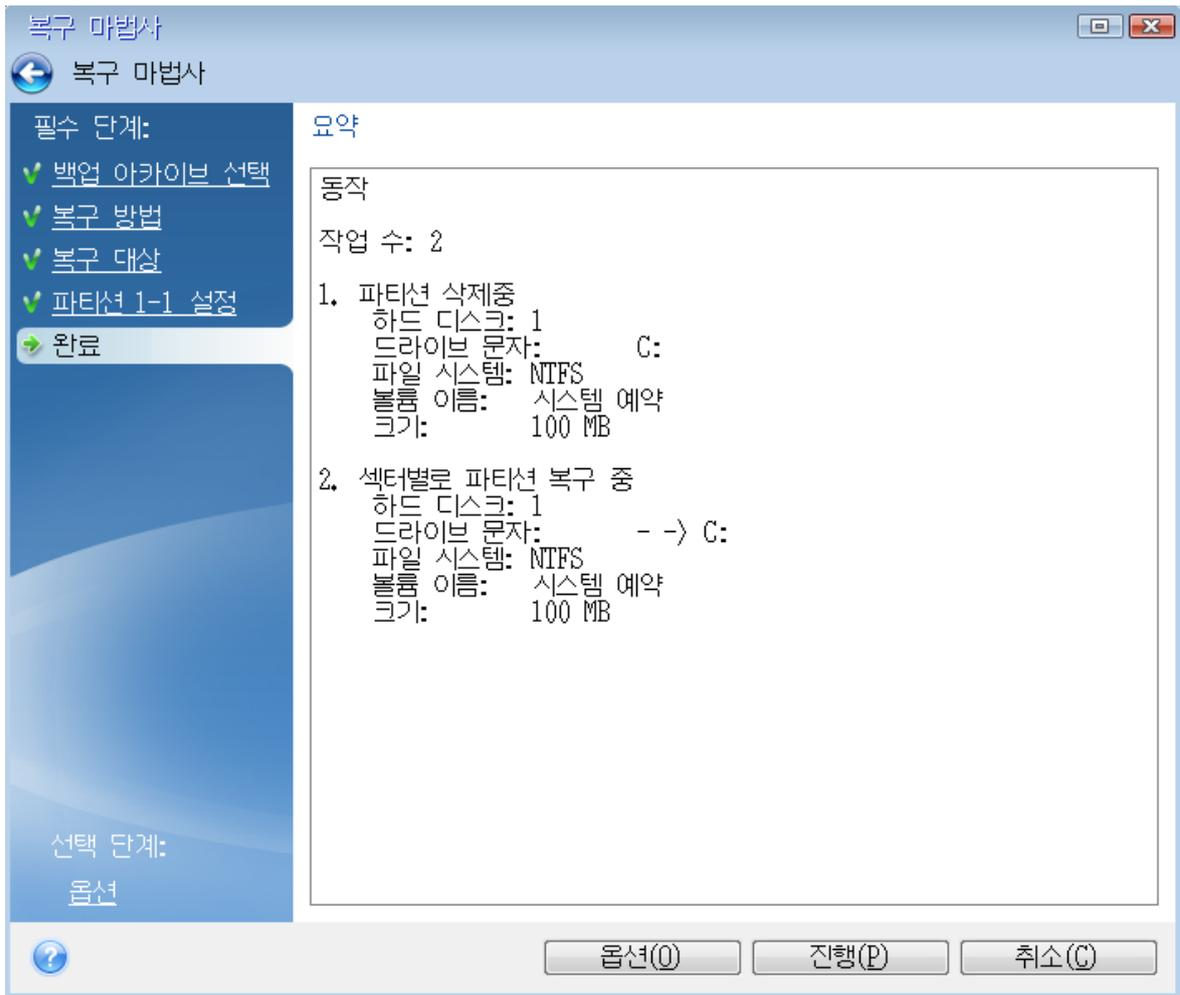 복구 마법사
복구 마법사
필수 단계:
백업 아카이브 선택
복구 방법
복구 대상
파티션 1-1 설정
완료
선택 단계:
옵션
요약
동작
작업 수: 2
1. 파티션 삭제중
하드 디스크: 1
드라이브 문자: C:
파일 시스템: NTFS
볼륨 이름: 시스템 예약
크기: 100 MB
2. 섹터별로 파티션 복구 중
하드 디스크: 1
드라이브 문자: - -> C:
파일 시스템: NTFS
볼륨 이름: 시스템 예약
크기: 100 MB
옵션(O) 진행(P) 취소(C)